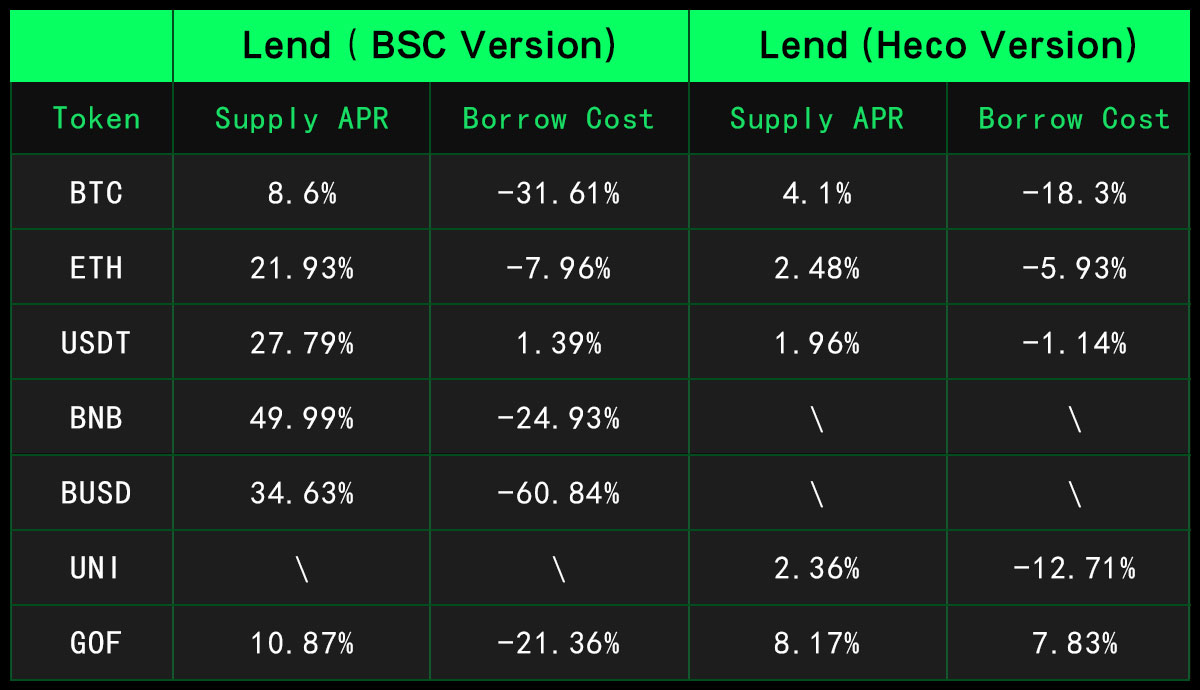 Lend ( BSC Version) Lend (Heco Version)
Token Supply APR Borrow Cost Supply APR Borrow Cost
BTC 8.6% -31.61% 4.1% -18.3%
ETH 21.93% -7.96% 2.48% -5.93%
USDT 27.79% 1.39% 1.96% -1.14%
BNB 49.99% -24.93% \ \
BUSD 34.63% -60.84% \ \
UNI \ \ 2.36% -12.71%
GOF 10.87% -21.36% 8.17% 7.83%